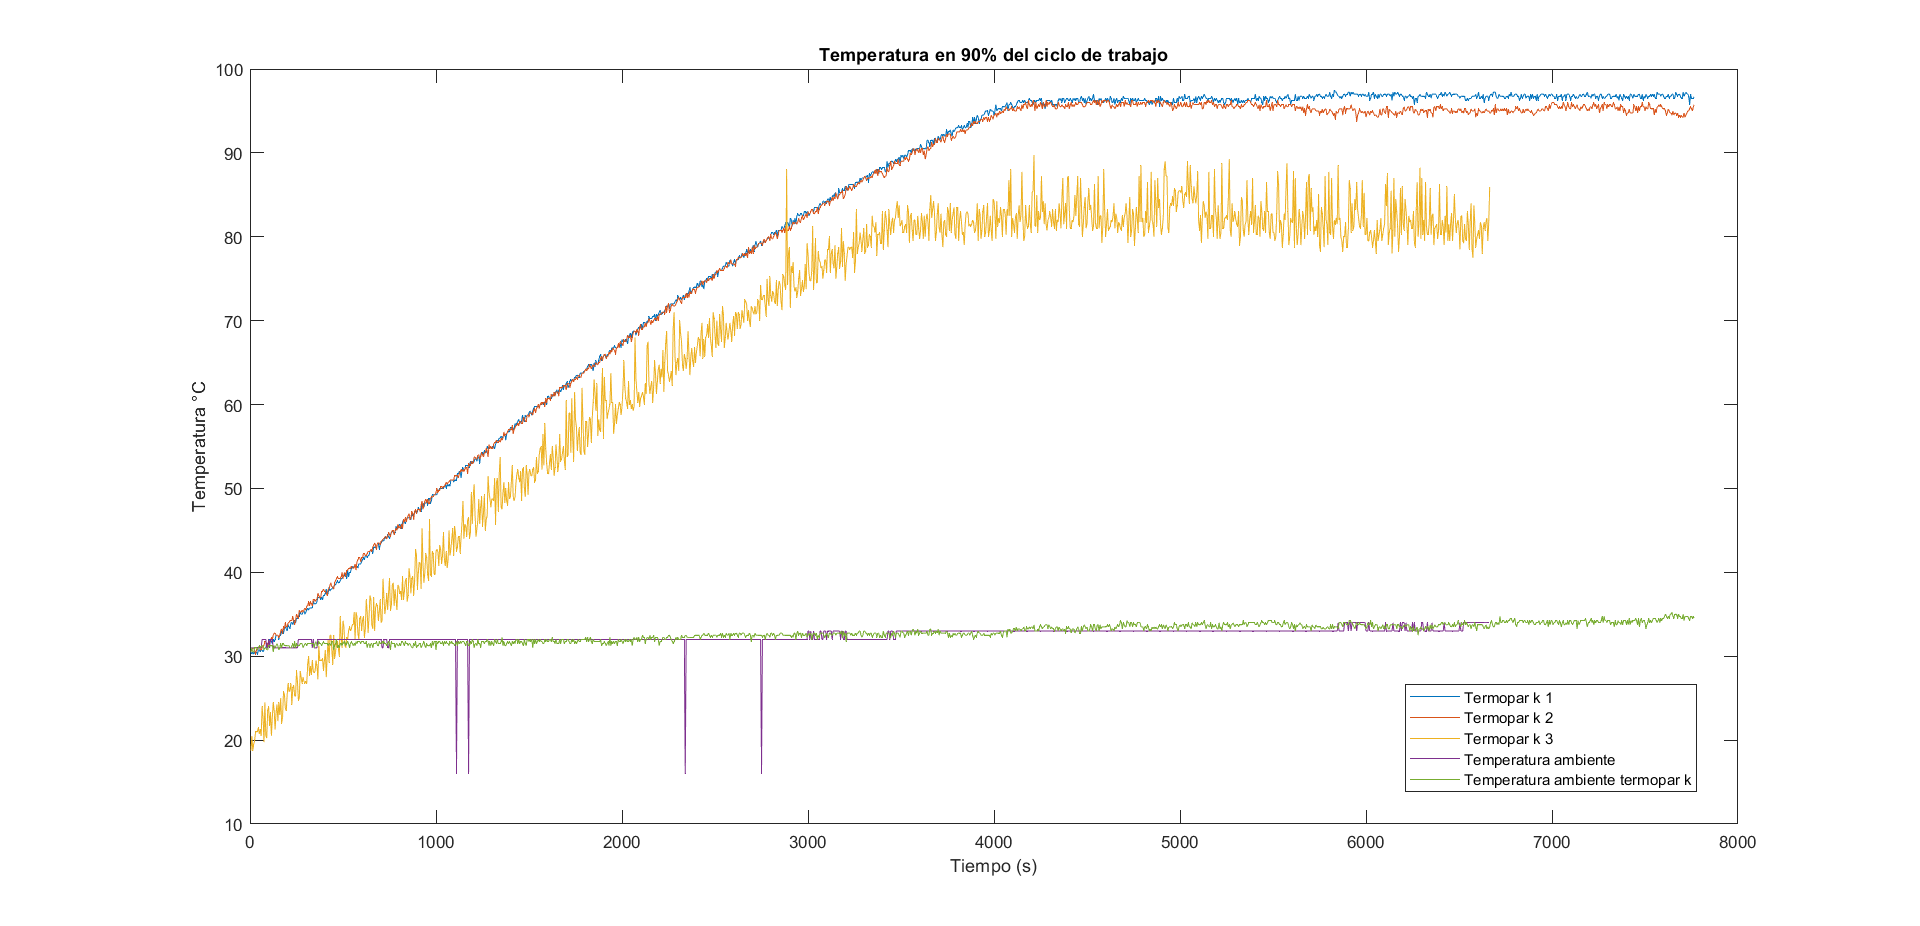 Temperatura en 90% del ciclo de trabajo
100
90
80
70
60
50
40
30
20
10
Temperatura °C
0 1000 2000 3000 4000 5000 6000 7000 8000
Tiempo (s)
Termopar k 1
Termopar k 2
Termopar k 3
Temperatura ambiente
Temperatura ambiente termopar k